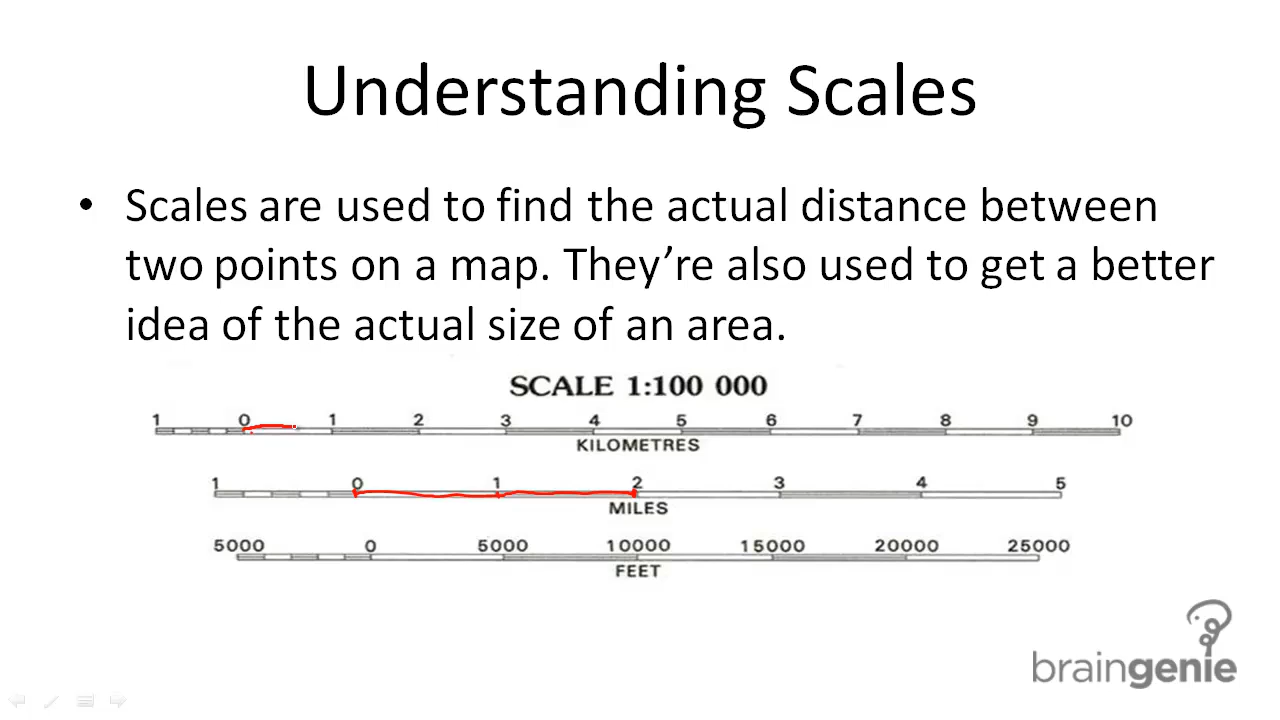 Understanding Scales
• Scales are used to find the actual distance between
two points on a map. They’re also used to get a better
idea of the actual size of an area.
SCALE 1:100 000
1 0 1 2 3 4 5 6 7 8 9 10
KILOMETRES
1 0 1 2 3 4 5
MILES
5000 0 5000 10000 15000 20000 25000
FEET
braingenie